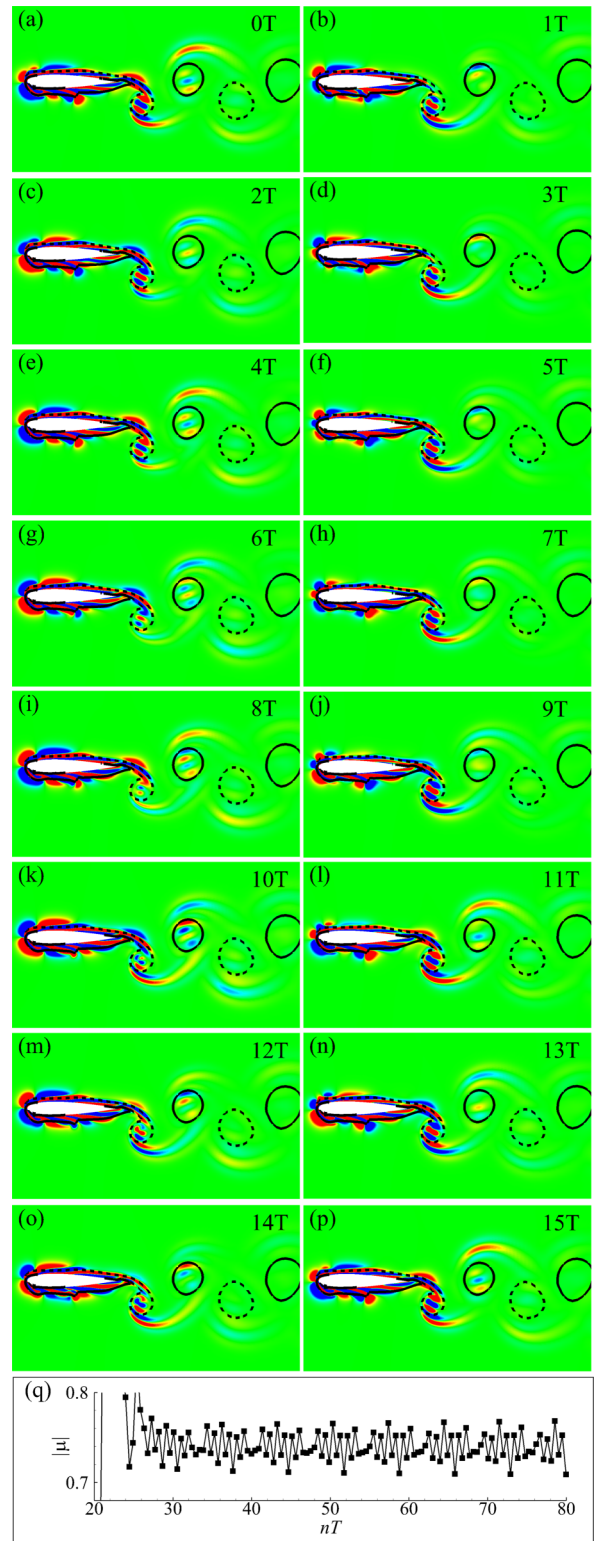 (a) 0T (b) 1T
(c) 2T (d) 3T
(e) 4T (f) 5T
(g) 6T (h) 7T
(i) 8T (j) 9T
(k) 10T (l) 11T
(m) 12T (n) 13T
(o) 14T (p) 15T
(q)
0.8
|μ|
0.7
20 30 40 50 60 70 80
nT